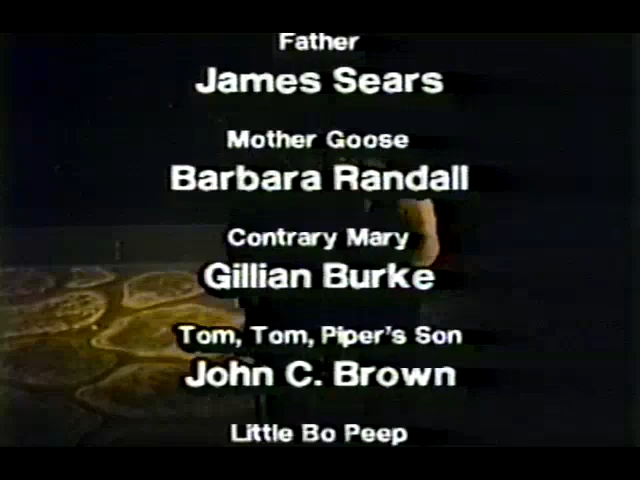 Father
James Sears
Mother Goose
Barbara Randall
Contrary Mary
Gillian Burke
Tom, Tom, Piper's Son
John C. Brown
Little Bo Peep